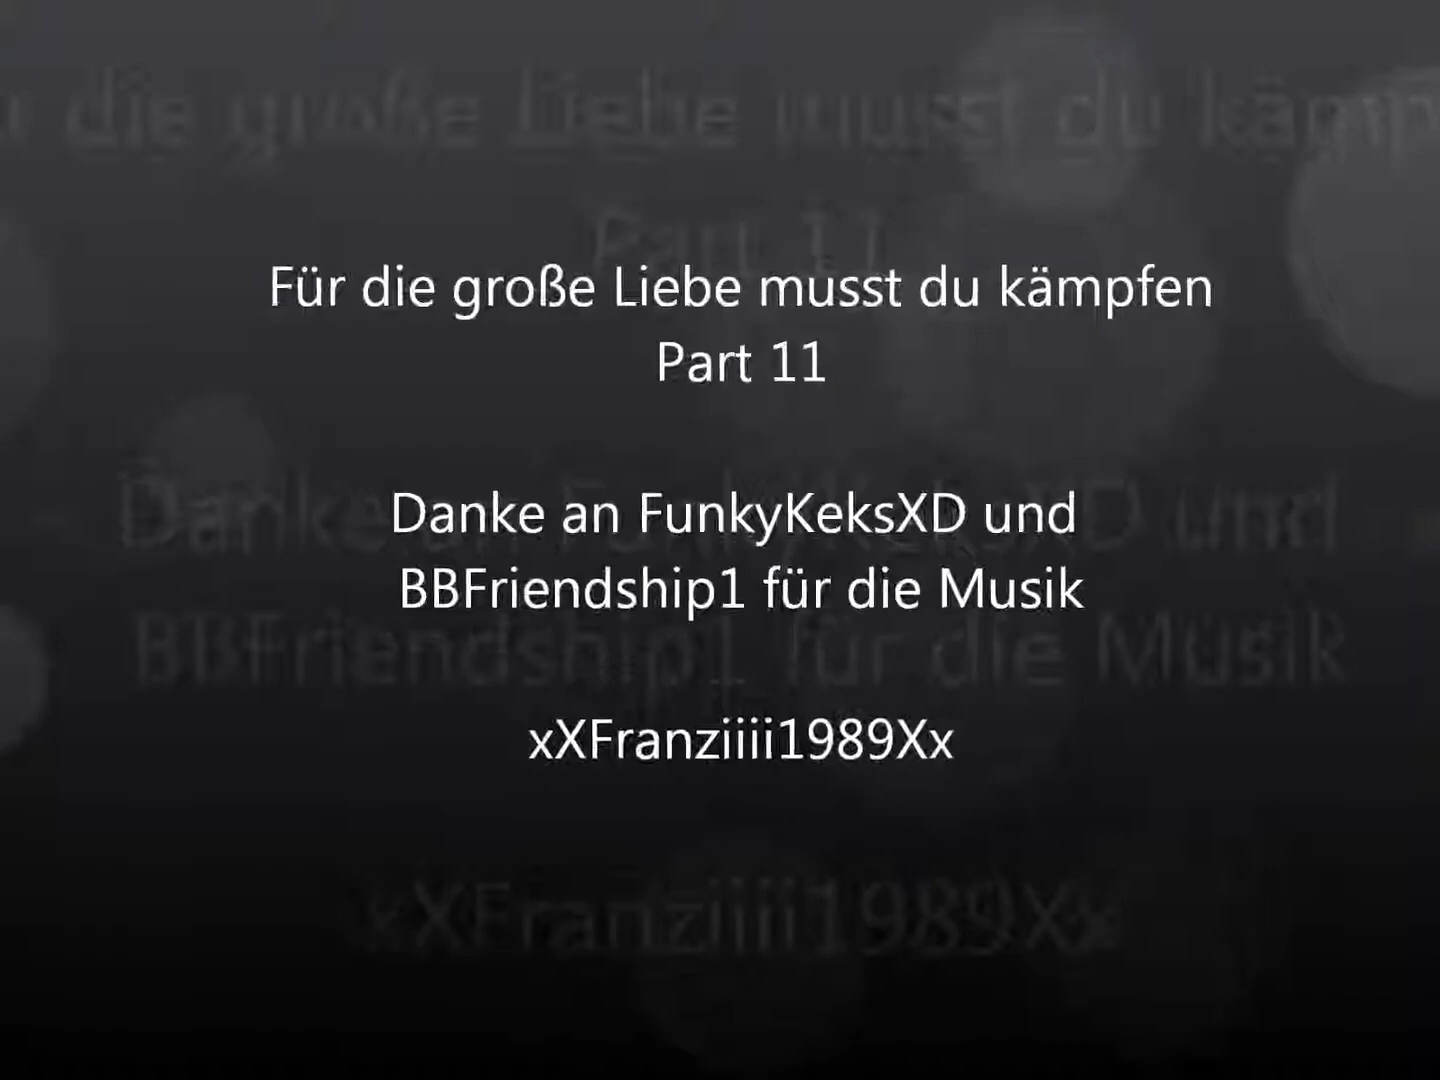 Für die große Liebe musst du kämpfen
Part 11
Danke an FunkyKeksXD und
BBFriendship1 für die Musik
xXFranziiii1989Xx